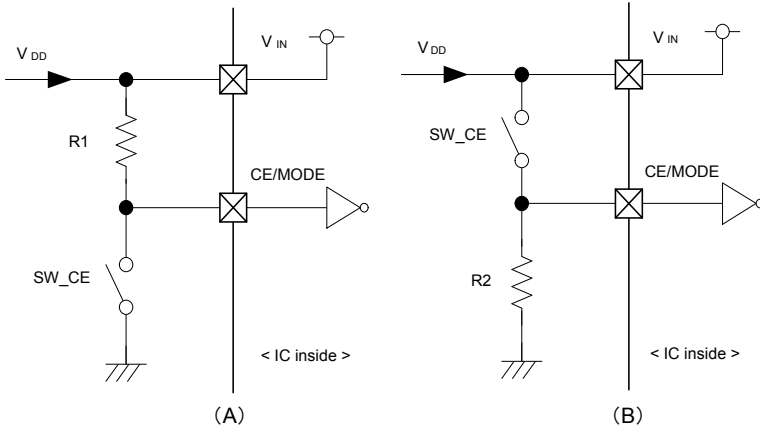 V DD
V IN
R1
CE/MODE
SW_CE
< IC inside >
(A)
V DD
V IN
SW_CE
CE/MODE
R2
< IC inside >
(B)